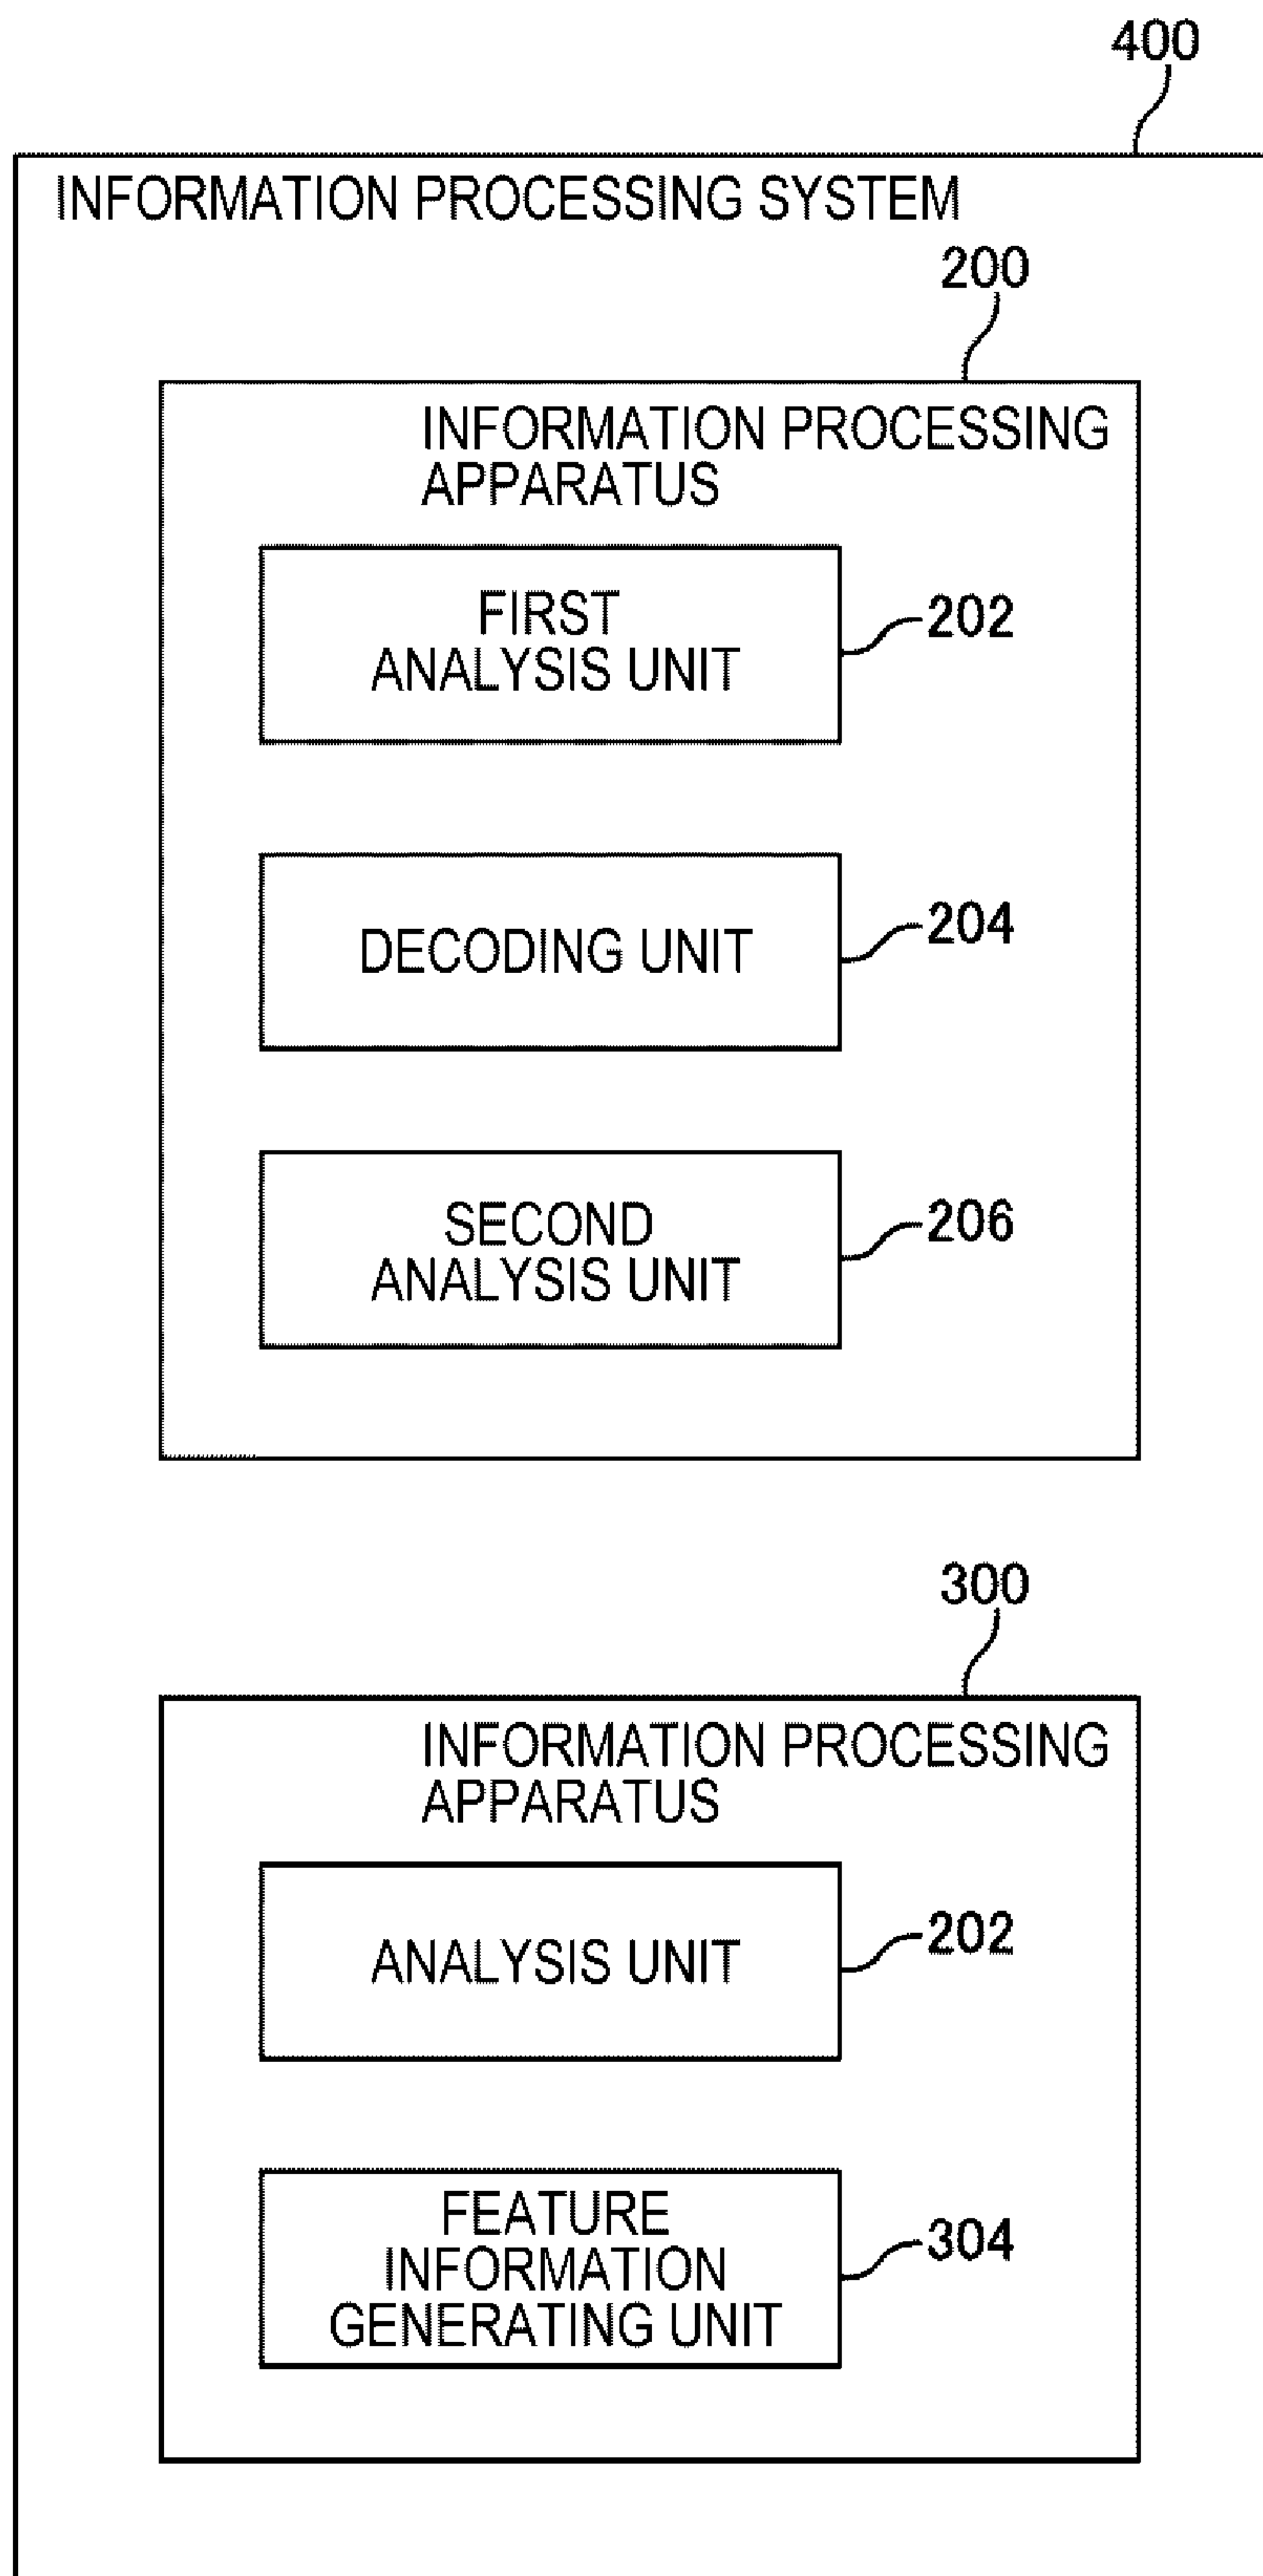 400
INFORMATION PROCESSING SYSTEM
200
INFORMATION PROCESSING
APPARATUS
FIRST
ANALYSIS UNIT
202
DECODING UNIT
204
SECOND
ANALYSIS UNIT
206
300
INFORMATION PROCESSING
APPARATUS
ANALYSIS UNIT
202
FEATURE
INFORMATION
GENERATING UNIT
304